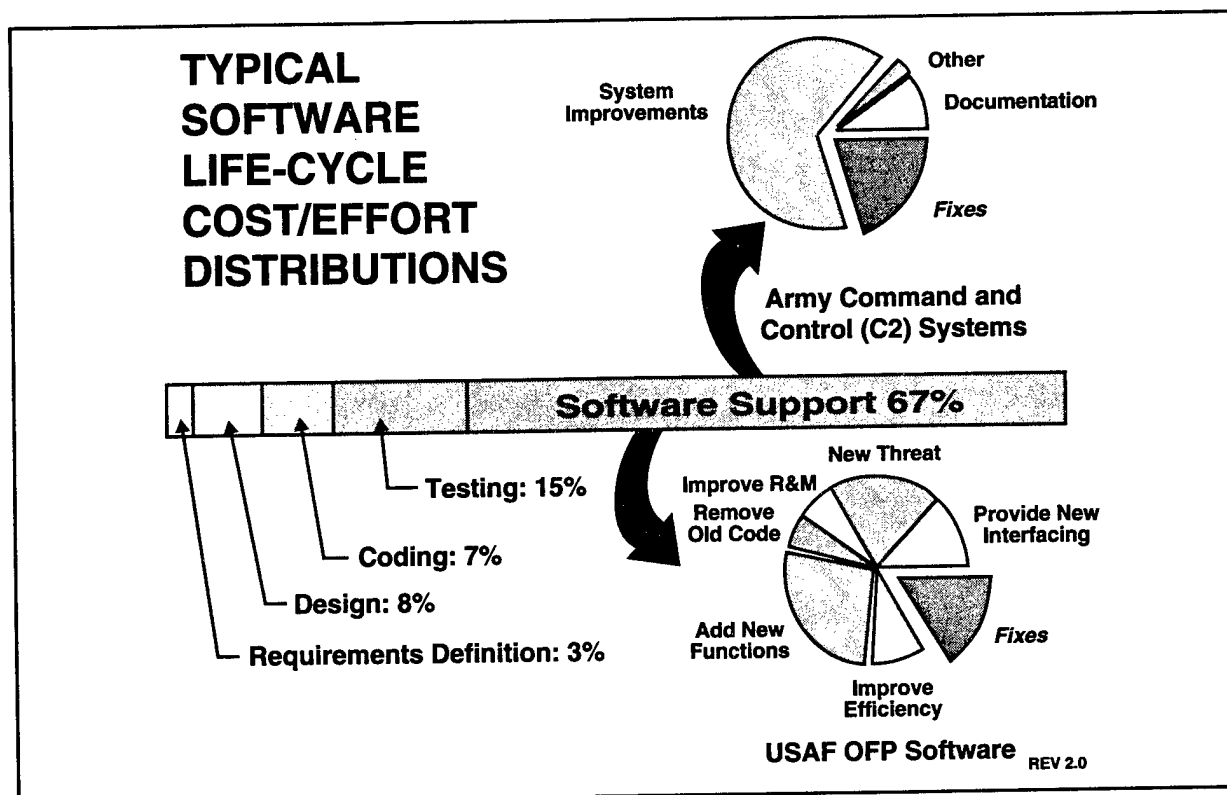 TYPICAL
SOFTWARE
LIFE-CYCLE
COST/EFFORT
DISTRIBUTIONS
System
Improvements
Other
Documentation
Fixes
Army Command and
Control (C2) Systems
Software Support 67%
Testing: 15%
Coding: 7%
Design: 8%
Requirements Definition: 3%
New Threat
Improve R&M
Remove
Old Code
Provide New
Interfacing
Add New
Functions
Fixes
Improve
Efficiency
USAF OFP Software
REV 2.0